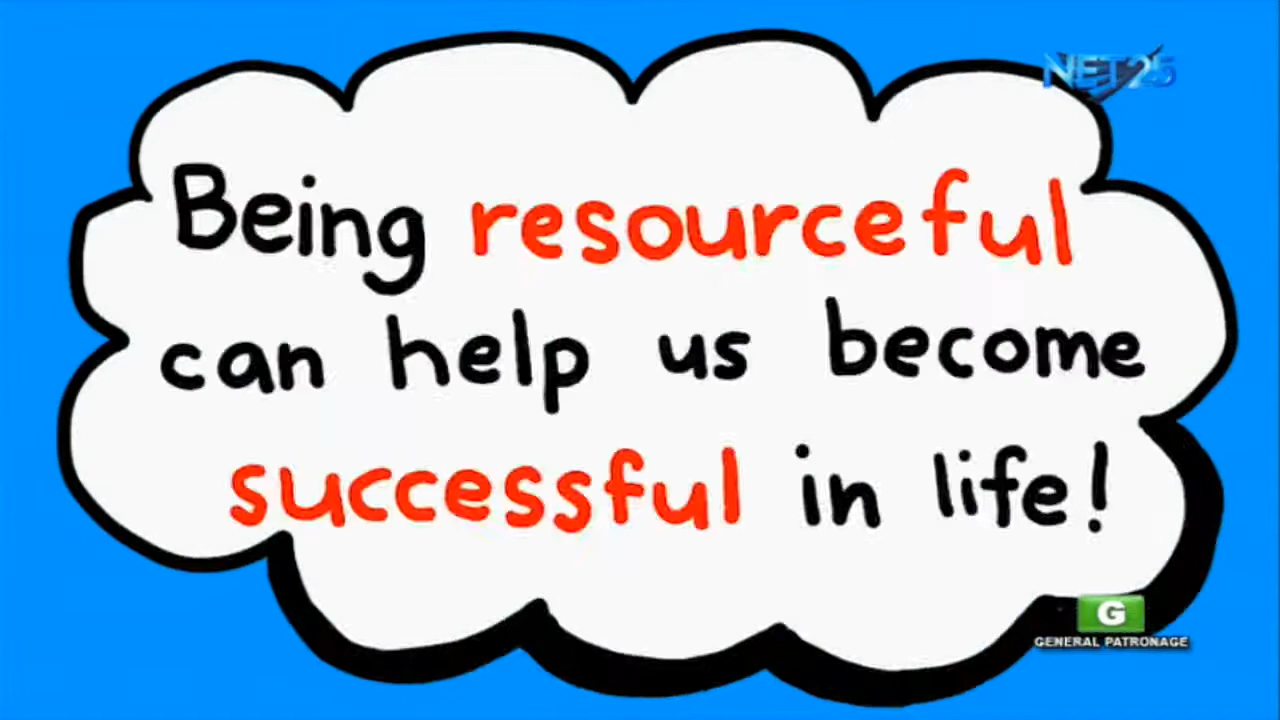 NET25
Being resourceful
can help us become
successful in life!
G
GENERAL PATRONAGE